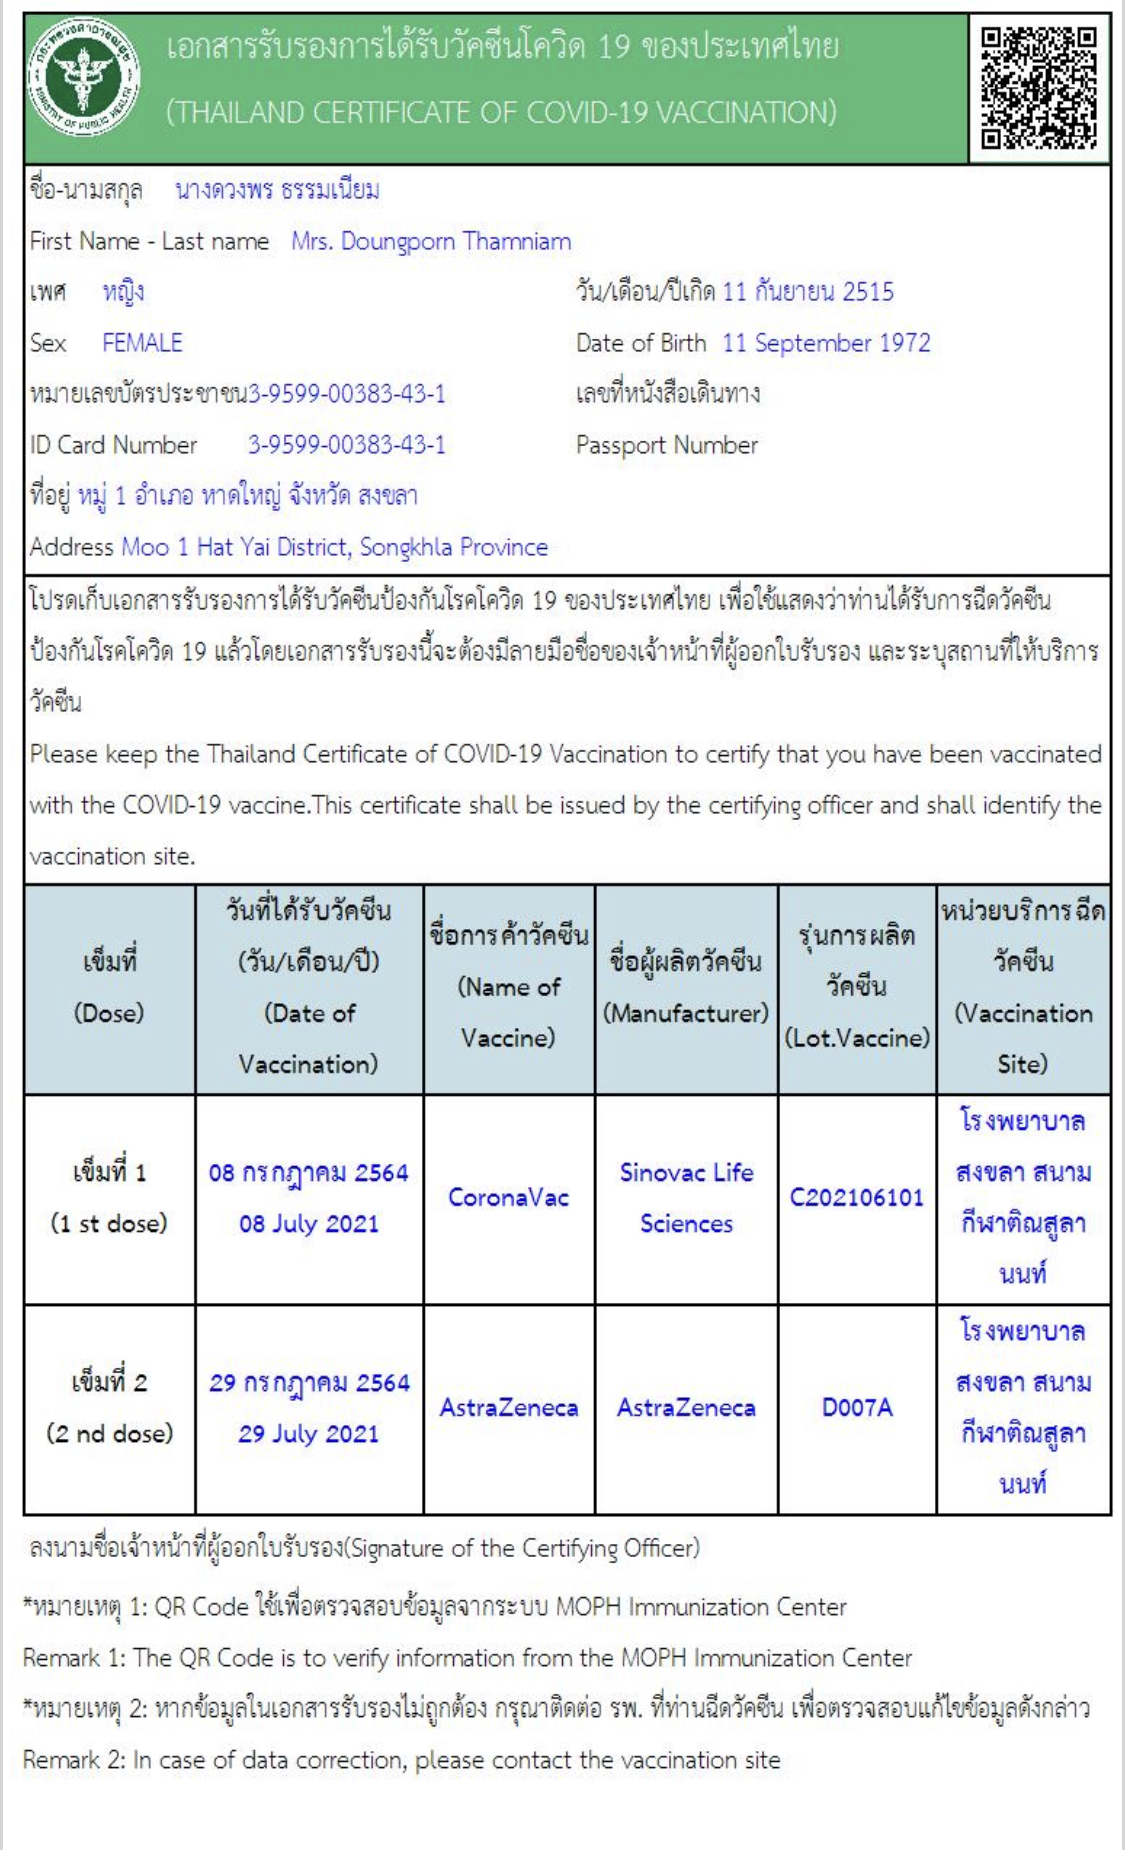 เอกสารรับรองการได้รับวัคซีนโควิด 19 ของประเทศไทย
(THAILAND CERTIFICATE OF COVID-19 VACCINATION)
กระทรวงสาธารณสุข
MINISTRY OF PUBLIC HEALTH
ชื่อ-นามสกุล นางดวงพร ธรรมเนียม
First Name - Last name Mrs. Doungporn Thamniam
เพศ หญิง วัน/เดือน/ปีเกิด 11 กันยายน 2515
Sex FEMALE Date of Birth 11 September 1972
หมายเลขบัตรประชาชน3-9599-00383-43-1 เลขที่หนังสือเดินทาง
ID Card Number 3-9599-00383-43-1 Passport Number
ที่อยู่ หมู่ 1 อำเภอ หาดใหญ่ จังหวัด สงขลา
Address Moo 1 Hat Yai District, Songkhla Province
โปรดเก็บเอกสารรับรองการได้รับวัคซีนป้องกันโรคโควิด 19 ของประเทศไทย เพื่อใช้แสดงว่าท่านได้รับการฉีดวัคซีน
ป้องกันโรคโควิด 19 แล้วโดยเอกสารรับรองนี้จะต้องมีลายมือชื่อของเจ้าหน้าที่ผู้ออกใบรับรอง และระบุสถานที่ให้บริการ
วัคซีน
Please keep the Thailand Certificate of COVID-19 Vaccination to certify that you have been vaccinated
with the COVID-19 vaccine.This certificate shall be issued by the certifying officer and shall identify the
vaccination site.
เข็มที่
(Dose)
วันที่ได้รับวัคซีน
(วัน/เดือน/ปี)
(Date of
Vaccination)
ชื่อการค้าวัคซีน
(Name of
Vaccine)
ชื่อผู้ผลิตวัคซีน
(Manufacturer)
รุ่นการผลิต
วัคซีน
(Lot.Vaccine)
หน่วยบริการฉีด
วัคซีน
(Vaccination
Site)
เข็มที่ 1
(1 st dose)
08 กรกฎาคม 2564
08 July 2021
CoronaVac
Sinovac Life
Sciences
C202106101
โรงพยาบาล
สงขลา สนาม
กีฬาติณสูลา
นนท์
เข็มที่ 2
(2 nd dose)
29 กรกฎาคม 2564
29 July 2021
AstraZeneca
AstraZeneca
D007A
โรงพยาบาล
สงขลา สนาม
กีฬาติณสูลา
นนท์
ลงนามชื่อเจ้าหน้าที่ผู้ออกใบรับรอง(Signature of the Certifying Officer)
*หมายเหตุ 1: QR Code ใช้เพื่อตรวจสอบข้อมูลจากระบบ MOPH Immunization Center
Remark 1: The QR Code is to verify information from the MOPH Immunization Center
*หมายเหตุ 2: หากข้อมูลในเอกสารรับรองไม่ถูกต้อง กรุณาติดต่อ รพ. ที่ท่านฉีดวัคซีน เพื่อตรวจสอบแก้ไขข้อมูลดังกล่าว
Remark 2: In case of data correction, please contact the vaccination site